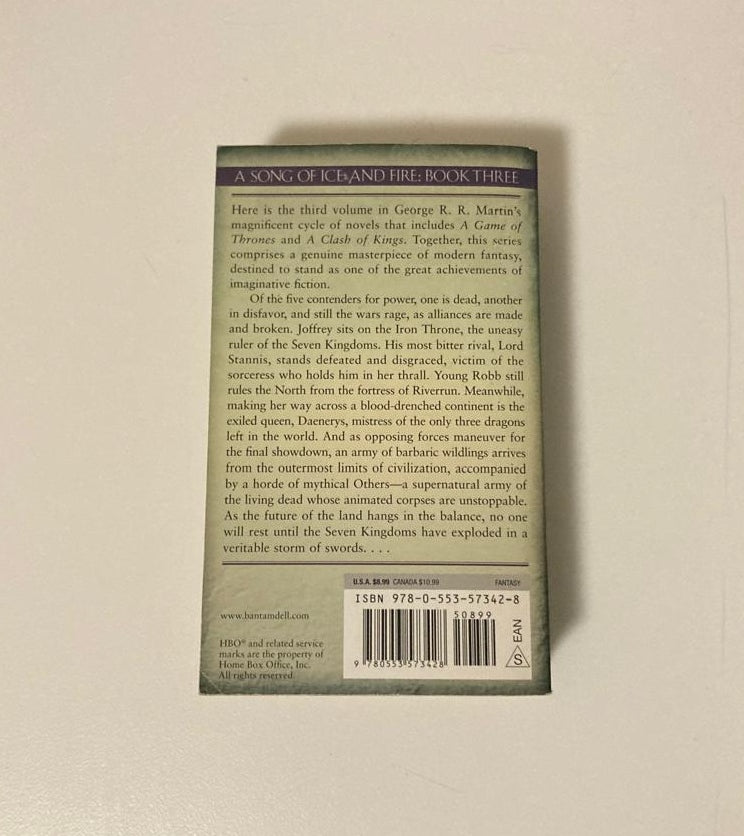 A SONG OF ICE AND FIRE: BOOK THREE
Here is the third volume in George R. R. Martin's
magnificent cycle of novels that includes A Game of
Thrones and A Clash of Kings. Together, this series
comprises a genuine masterpiece of modern fantasy,
destined to stand as one of the great achievements of
imaginative fiction.
Of the five contenders for power, one is dead, another
in disfavor, and still the wars rage, as alliances are made
and broken. Joffrey sits on the Iron Throne, the uneasy
ruler of the Seven Kingdoms. His most bitter rival, Lord
Stannis, stands defeated and disgraced, victim of the
sorceress who holds him in her thrall. Young Robb still
rules the North from the fortress of Riverrun. Meanwhile,
making her way across a blood-drenched continent is the
exiled queen, Daenerys, mistress of the only three dragons
left in the world. And as opposing forces maneuver for
the final showdown, an army of barbaric wildlings arrives
from the outermost limits of civilization, accompanied
by a horde of mythical Others—a supernatural army of
the living dead whose animated corpses are unstoppable.
As the future of the land hangs in the balance, no one
will rest until the Seven Kingdoms have exploded in a
veritable storm of swords. . . .
U.S.A. $8.99 CANADA $10.99 FANTASY
ISBN 978-0-553-57342-8
50899
EAN
S
9 780553 573428
www.bantamdell.com
HBO® and related service
marks are the property of
Home Box Office, Inc.
All rights reserved.